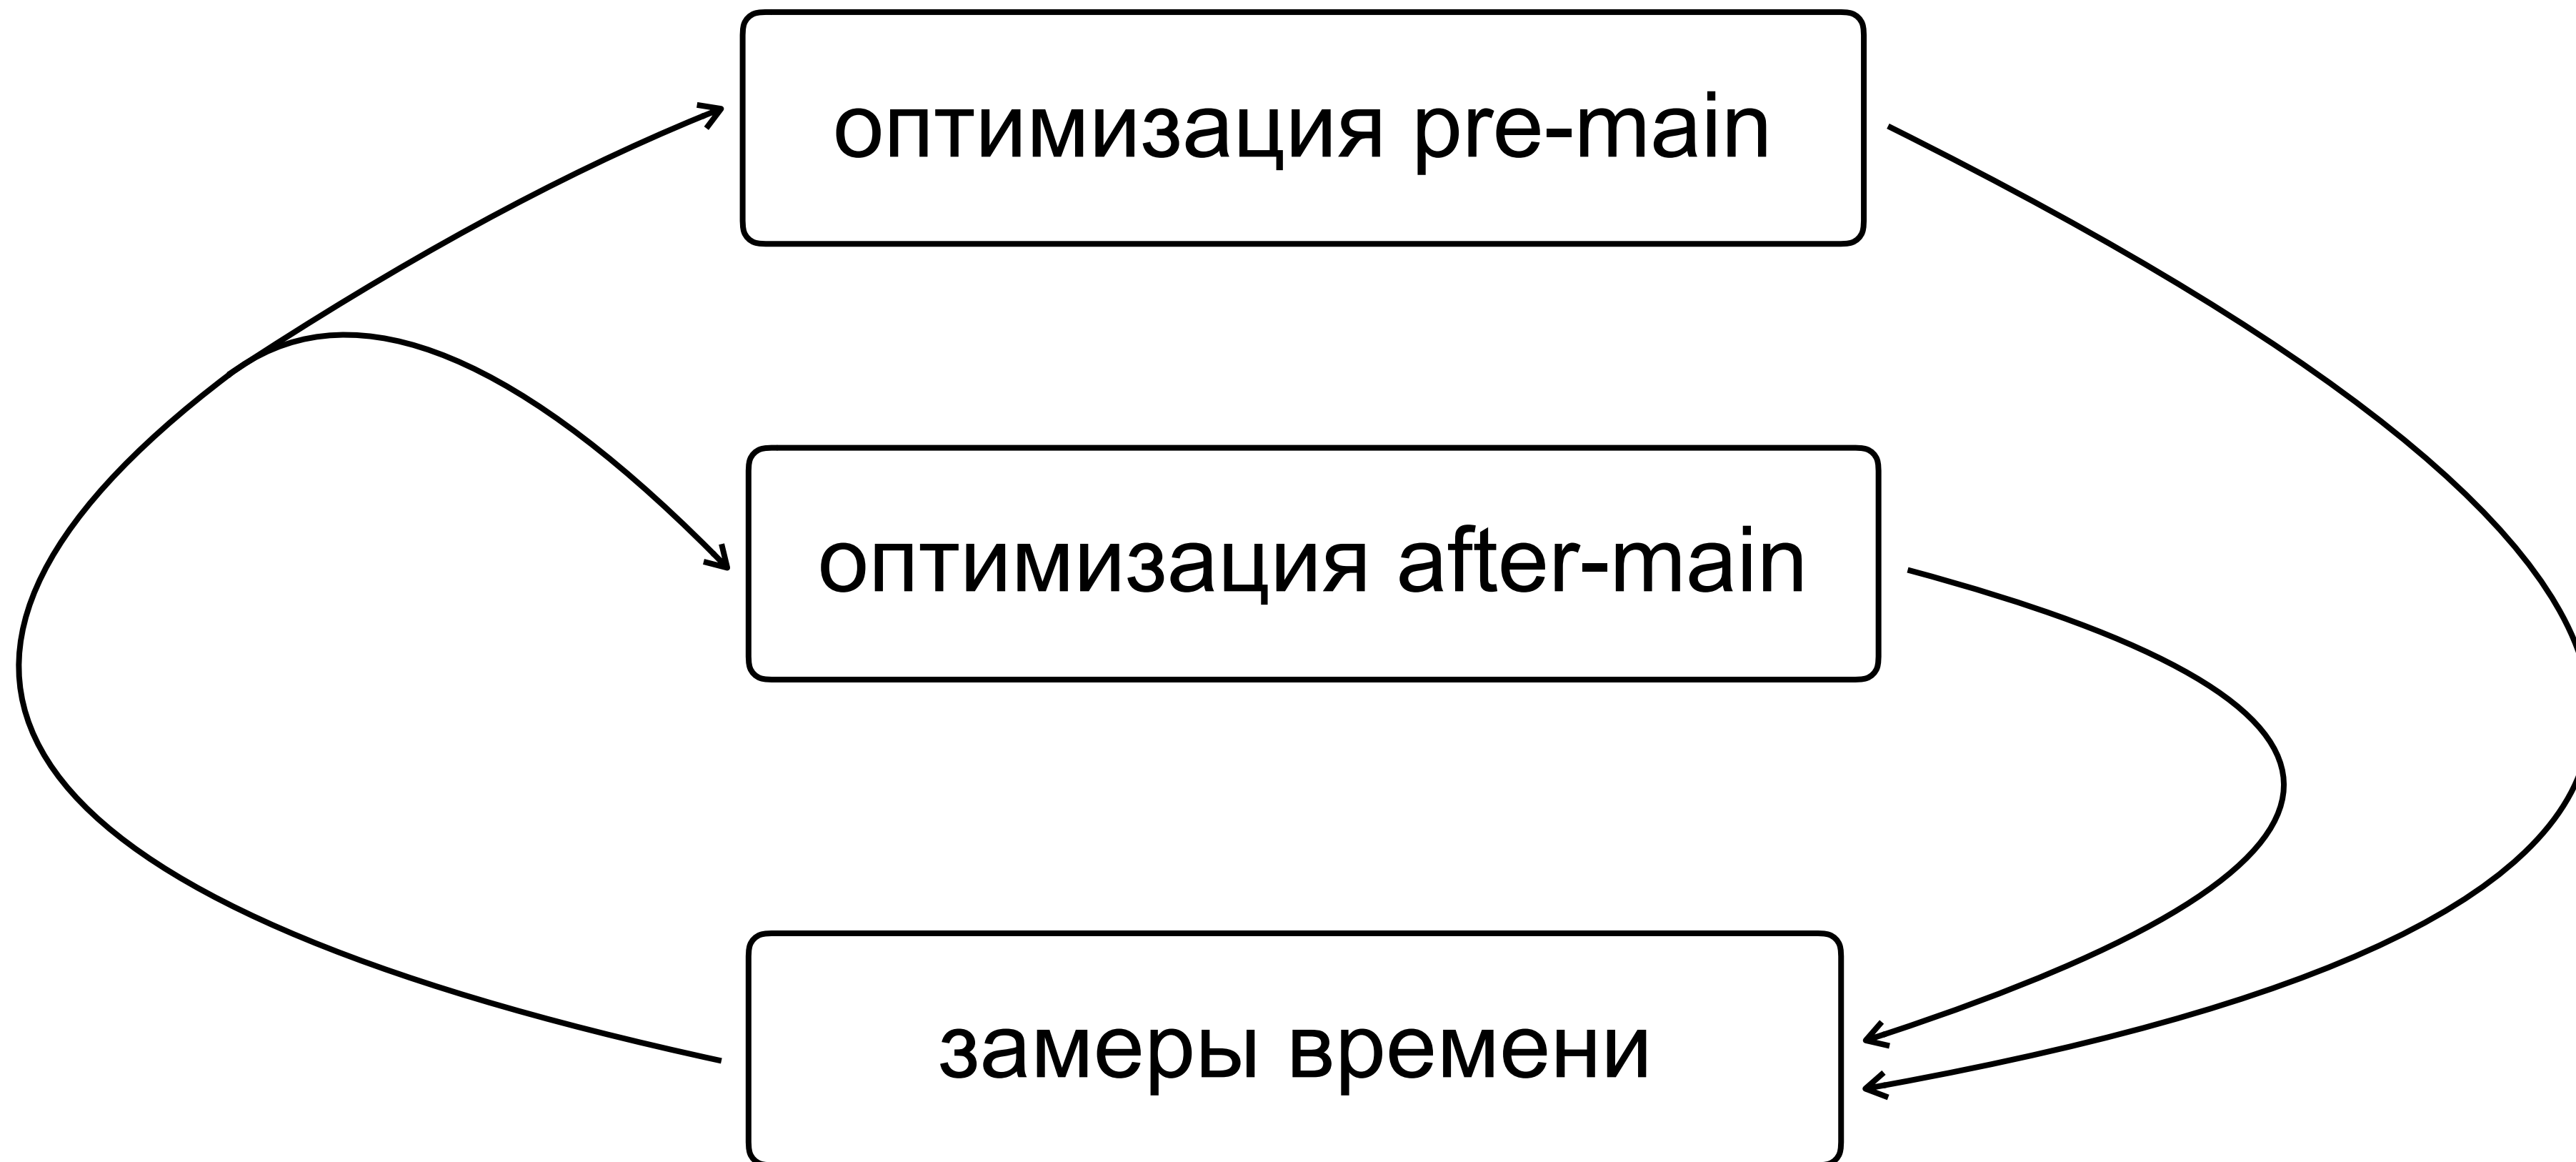 оптимизация pre-main
оптимизация after-main
замеры времени